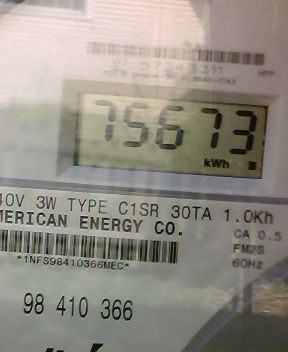 75673
kWh
40V 3W TYPE C1SR 30TA 1.0Kh
MERICAN ENERGY CO.
CA 0.5
*1NFS98410366MEC*
FM2S
60Hz
98 410 366